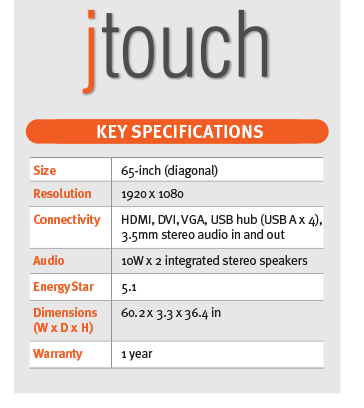 jtouch
KEY SPECIFICATIONS
Size 65-inch (diagonal)
Resolution 1920 x 1080
Connectivity HDMI, DVI, VGA, USB hub (USB A x 4),
3.5mm stereo audio in and out
Audio 10W x 2 integrated stereo speakers
Energy Star 5.1
Dimensions 60.2 x 3.3 x 36.4 in
(W x D x H)
Warranty 1 year